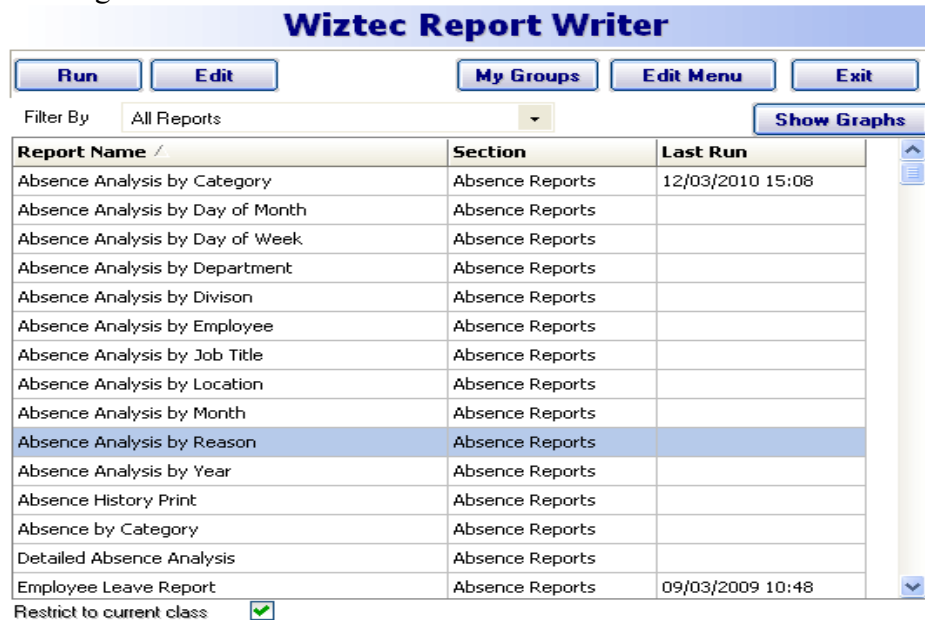 Wiztec Report Writer
Run Edit My Groups Edit Menu Exit
Filter By All Reports Show Graphs
Report Name Section Last Run
Absence Analysis by Category Absence Reports 12/03/2010 15:08
Absence Analysis by Day of Month Absence Reports
Absence Analysis by Day of Week Absence Reports
Absence Analysis by Department Absence Reports
Absence Analysis by Divison Absence Reports
Absence Analysis by Employee Absence Reports
Absence Analysis by Job Title Absence Reports
Absence Analysis by Location Absence Reports
Absence Analysis by Month Absence Reports
Absence Analysis by Reason Absence Reports
Absence Analysis by Year Absence Reports
Absence History Print Absence Reports
Absence by Category Absence Reports
Detailed Absence Analysis Absence Reports
Employee Leave Report Absence Reports 09/03/2009 10:48
Restrict to current class